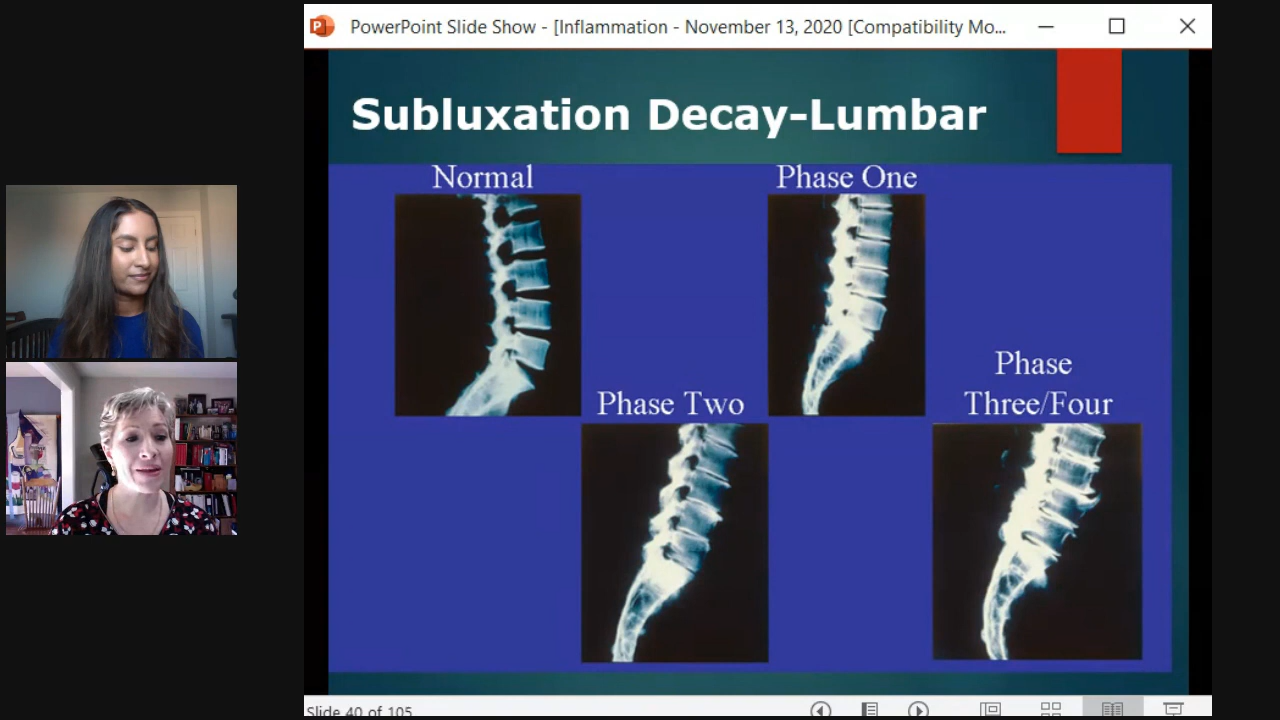 PowerPoint Slide Show - [Inflammation - November 13, 2020 [Compatibility Mo...
Subluxation Decay-Lumbar
Normal
Phase One
Phase Two
Phase
Three/Four
Slide 40 of 105